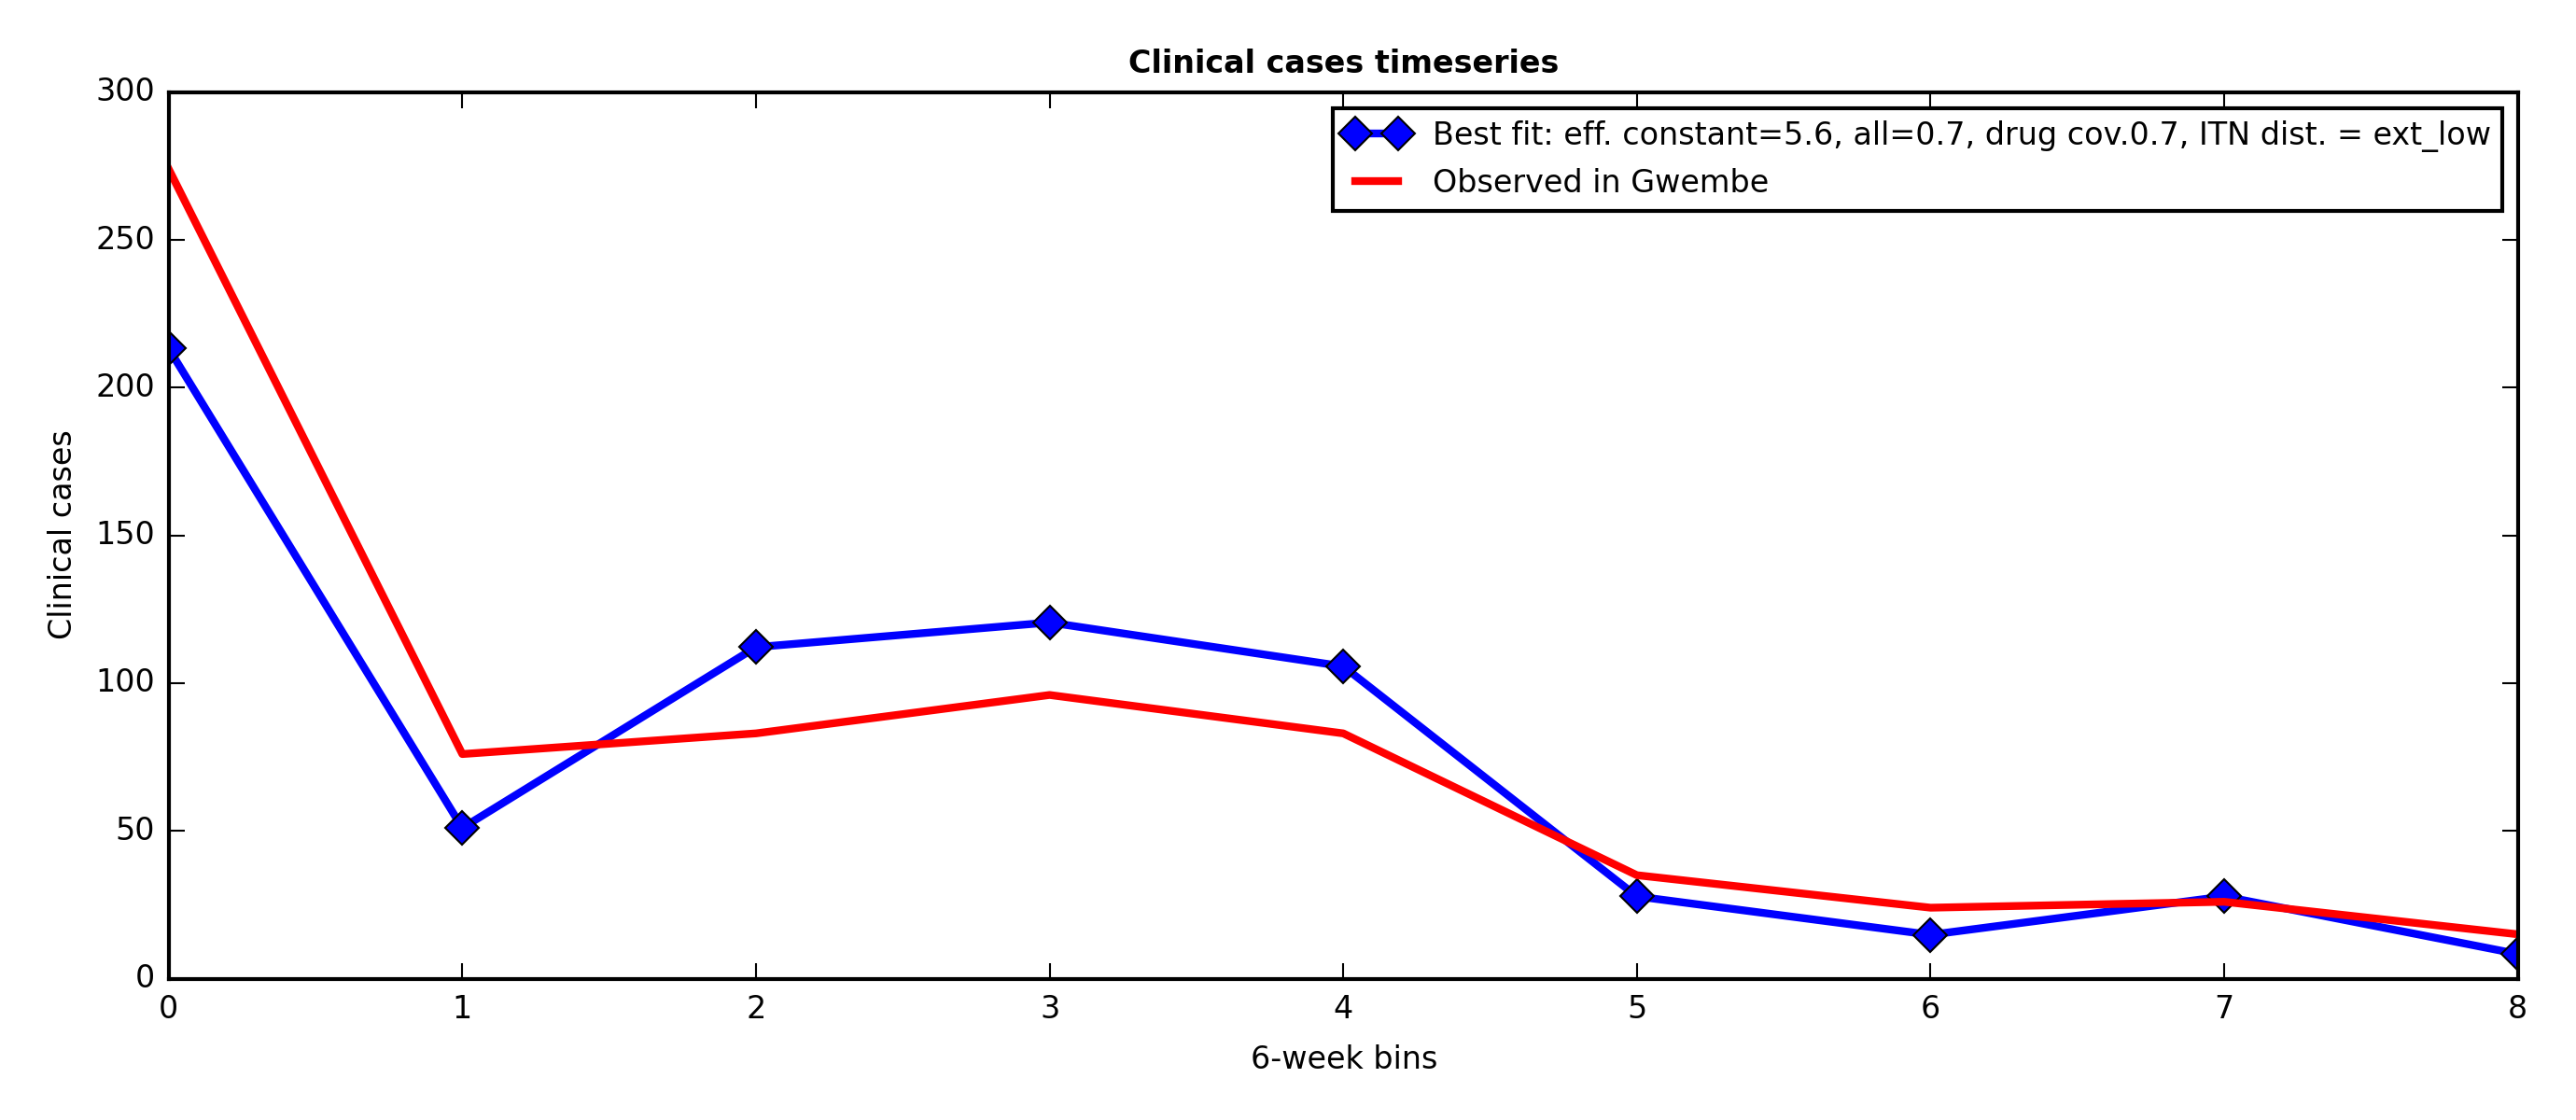 Clinical cases timeseries
300
250
200
150
100
50
0
Clinical cases
Best fit: eff. constant=5.6, all=0.7, drug cov.0.7, ITN dist. = ext_low
Observed in Gwembe
0 1 2 3 4 5 6 7 8
6-week bins